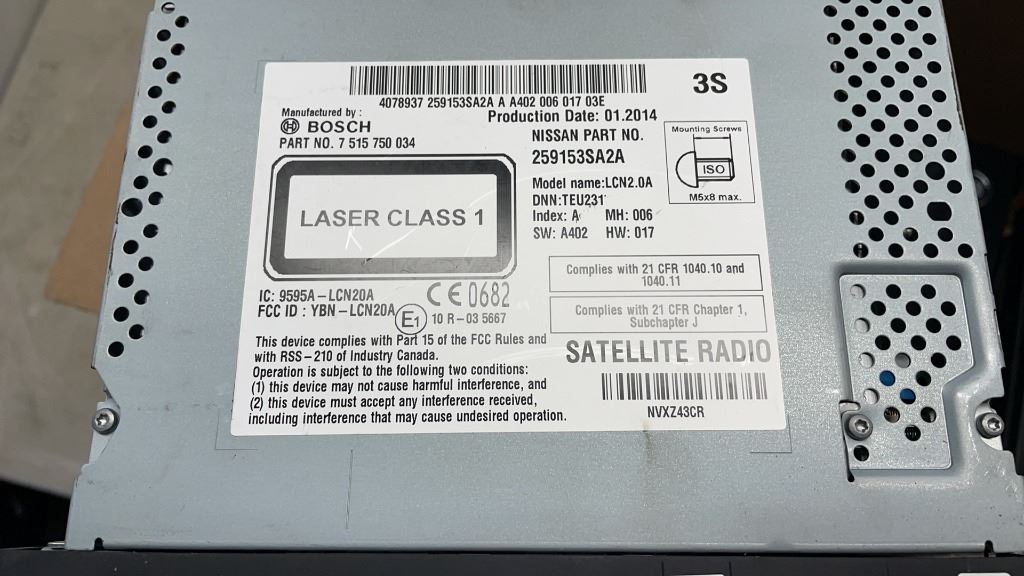 4078937 259153SA2A A A402 006 017 03E
3S
Manufactured by :
BOSCH
PART NO. 7 515 750 034
Production Date: 01.2014
NISSAN PART NO.
259153SA2A
Mounting Screws
ISO
M5x8 max.
Model name:LCN2.0A
DNN:TEU231
Index: A MH: 006
SW: A402 HW: 017
LASER CLASS 1
Complies with 21 CFR 1040.10 and
1040.11
Complies with 21 CFR Chapter 1,
Subchapter J
IC: 9595A-LCN20A
FCC ID : YBN-LCN20A
CE 0682
E1 10 R-03 5667
This device complies with Part 15 of the FCC Rules and
with RSS-210 of Industry Canada.
Operation is subject to the following two conditions:
(1) this device may not cause harmful interference, and
(2) this device must accept any interference received,
including interference that may cause undesired operation.
SATELLITE RADIO
NVXZ43CR